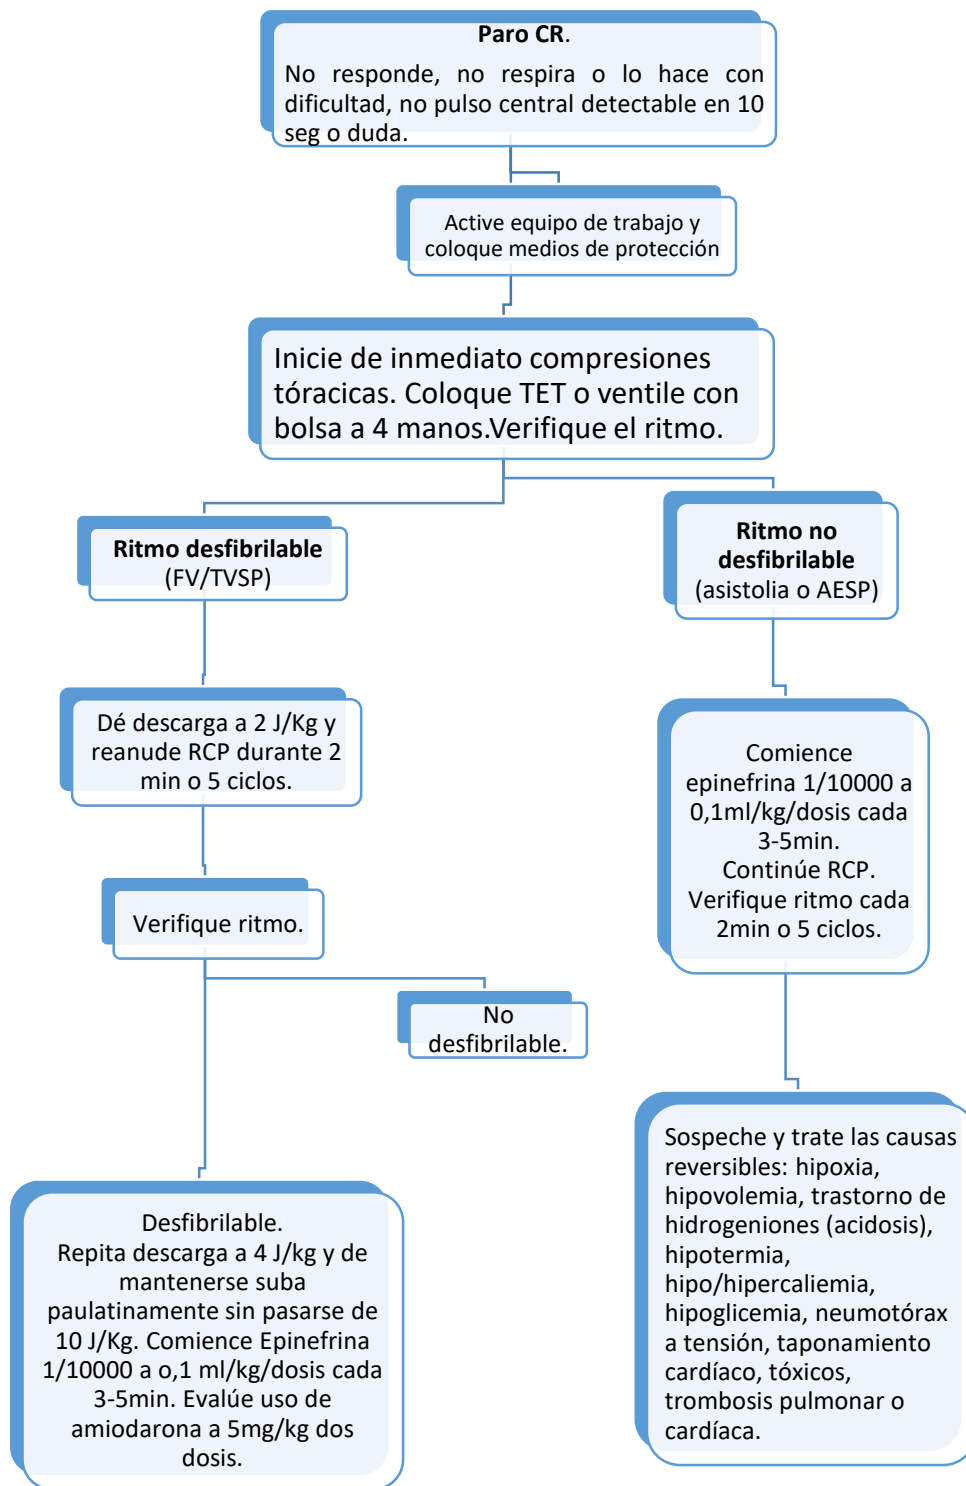 Paro CR.
No responde, no respira o lo hace con
dificultad, no pulso central detectable en 10
seg o duda.
Active equipo de trabajo y
coloque medios de protección
Inicie de inmediato compresiones
tóracicas. Coloque TET o ventile con
bolsa a 4 manos.Verifique el ritmo.
Ritmo desfibrilable
(FV/TVSP)
Ritmo no
desfibrilable
(asistolia o AESP)
Dé descarga a 2 J/Kg y
reanude RCP durante 2
min o 5 ciclos.
Comience
epinefrina 1/10000 a
0,1ml/kg/dosis cada
3-5min.
Continúe RCP.
Verifique ritmo cada
2min o 5 ciclos.
Verifique ritmo.
No
desfibrilable.
Desfibrilable.
Repita descarga a 4 J/kg y de
mantenerse suba
paulatinamente sin pasarse de
10 J/Kg. Comience Epinefrina
1/10000 a o,1 ml/kg/dosis cada
3-5min. Evalúe uso de
amiodarona a 5mg/kg dos
dosis.
Sospeche y trate las causas
reversibles: hipoxia,
hipovolemia, trastorno de
hidrogeniones (acidosis),
hipotermia,
hipo/hipercaliemia,
hipoglicemia, neumotórax
a tensión, taponamiento
cardíaco, tóxicos,
trombosis pulmonar o
cardíaca.